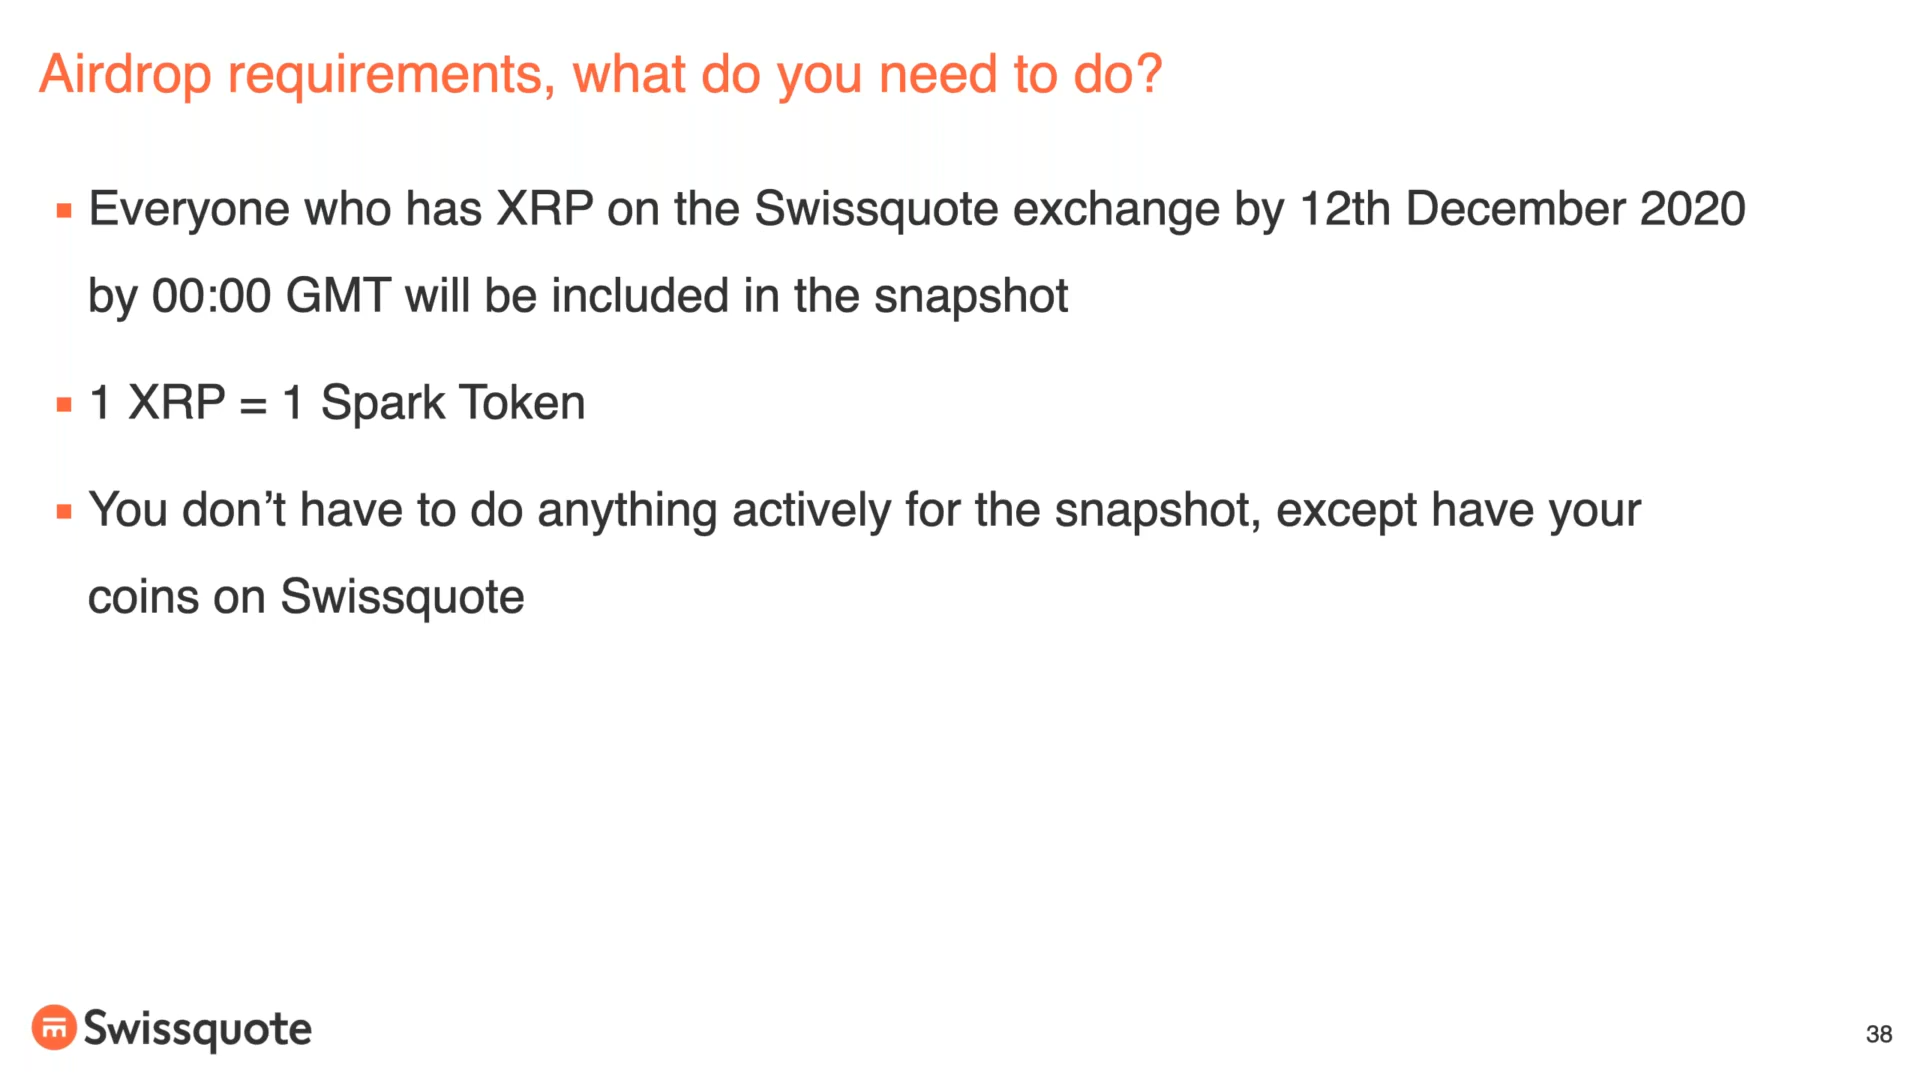 Airdrop requirements, what do you need to do?
Everyone who has XRP on the Swissquote exchange by 12th December 2020
by 00:00 GMT will be included in the snapshot
1 XRP = 1 Spark Token
You don’t have to do anything actively for the snapshot, except have your
coins on Swissquote
Swissquote
38